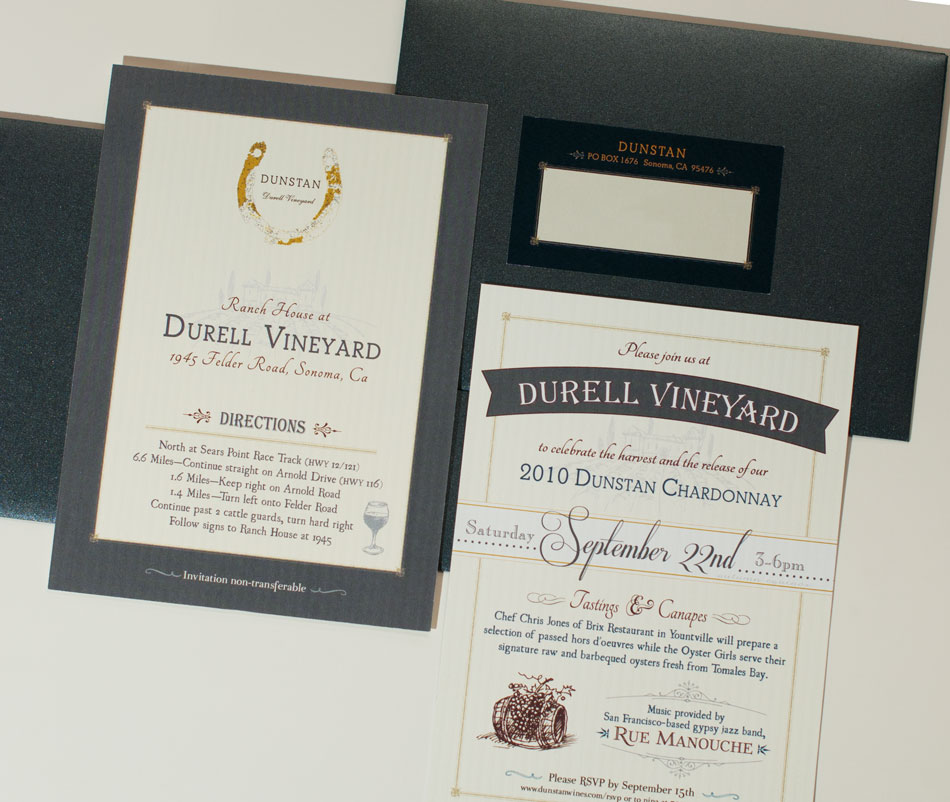 DUNSTAN
Durell Vineyard
Ranch House at
DURELL VINEYARD
1945 Felder Road, Sonoma, Ca
DIRECTIONS
North at Sears Point Race Track (HWY 12/121)
6.6 Miles—Continue straight on Arnold Drive (HWY 116)
1.6 Miles—Keep right on Arnold Road
1.4 Miles—Turn left onto Felder Road
Continue past 2 cattle guards, turn hard right
Follow signs to Ranch House at 1945
Invitation non-transferable
DUNSTAN
PO BOX 1676 Sonoma, CA 95476
Please join us at
DURELL VINEYARD
to celebrate the harvest and the release of our
2010 DUNSTAN CHARDONNAY
Saturday September 22nd 3-6pm
Tastings & Canapes
Chef Chris Jones of Brix Restaurant in Yountville will prepare a
selection of passed hors d'oeuvres while the Oyster Girls serve their
signature raw and barbequed oysters fresh from Tomales Bay.
Music provided by
San Francisco-based gypsy jazz band,
RUE MANOUCHE
Please RSVP by September 15th
www.dunstanwines.com/rsvp or to